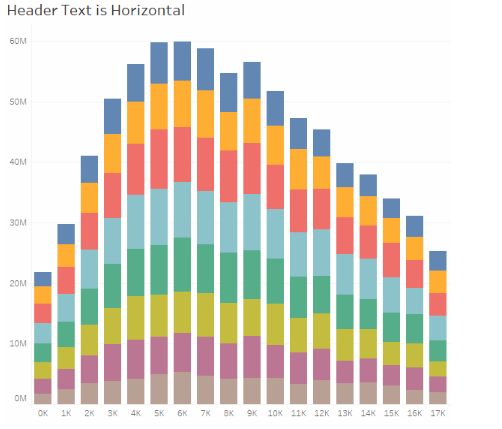 Header Text is Horizontal
60M
50M
40M
30M
20M
10M
0M
0K 1K 2K 3K 4K 5K 6K 7K 8K 9K 10K 11K 12K 13K 14K 15K 16K 17K